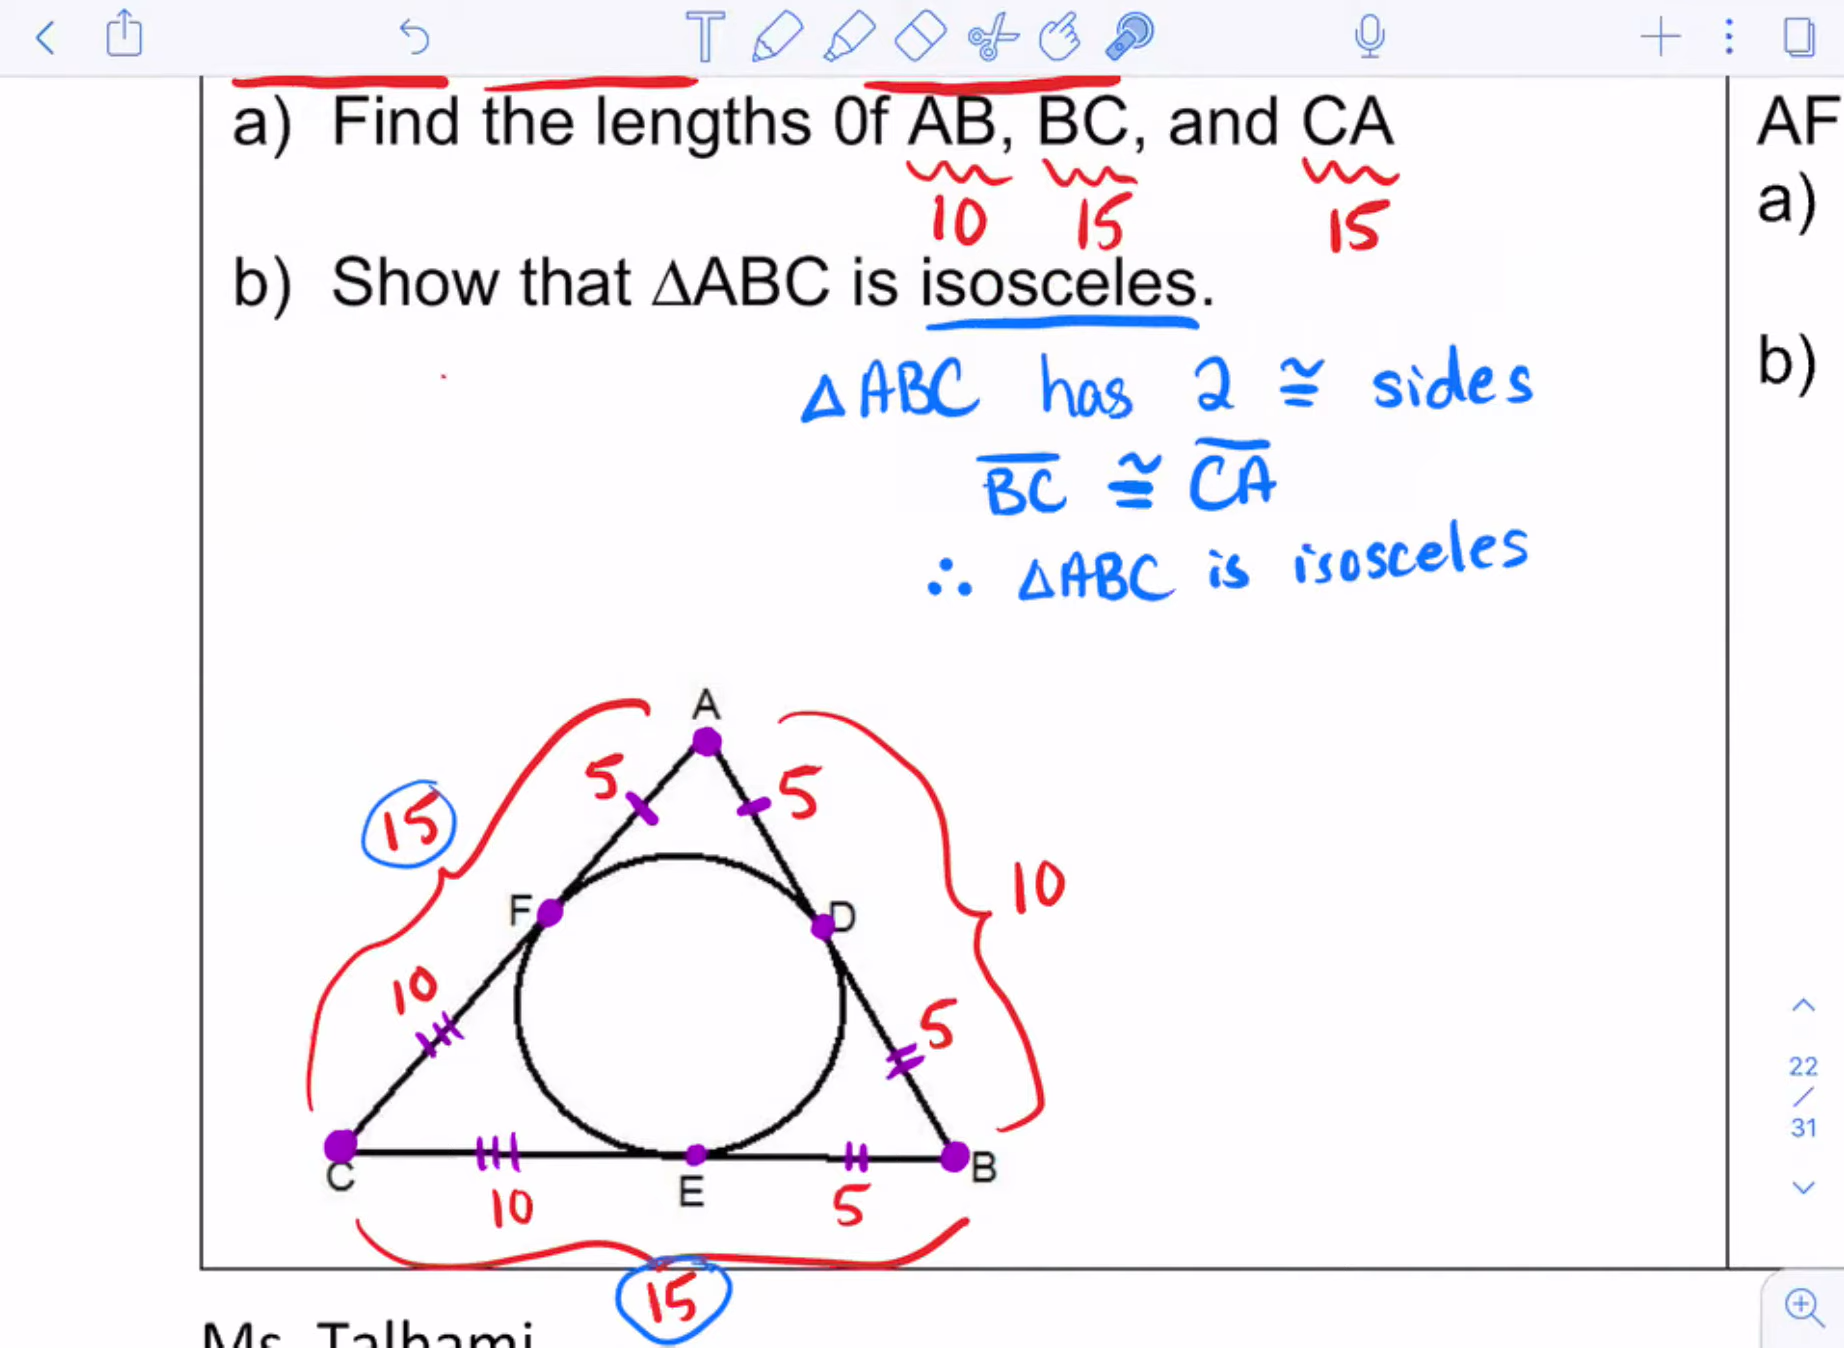 T
a) Find the lengths 0f AB, BC, and CA
10 15 15
b) Show that ΔABC is isosceles.
ΔABC has 2 ≅ sides
BC ≅ CA
∴ ΔABC is isosceles
AF
a)
b)
A
5 5
15
10
F D
10
5
C B
E
10 5
15
22
/
31
Ms. Talhami